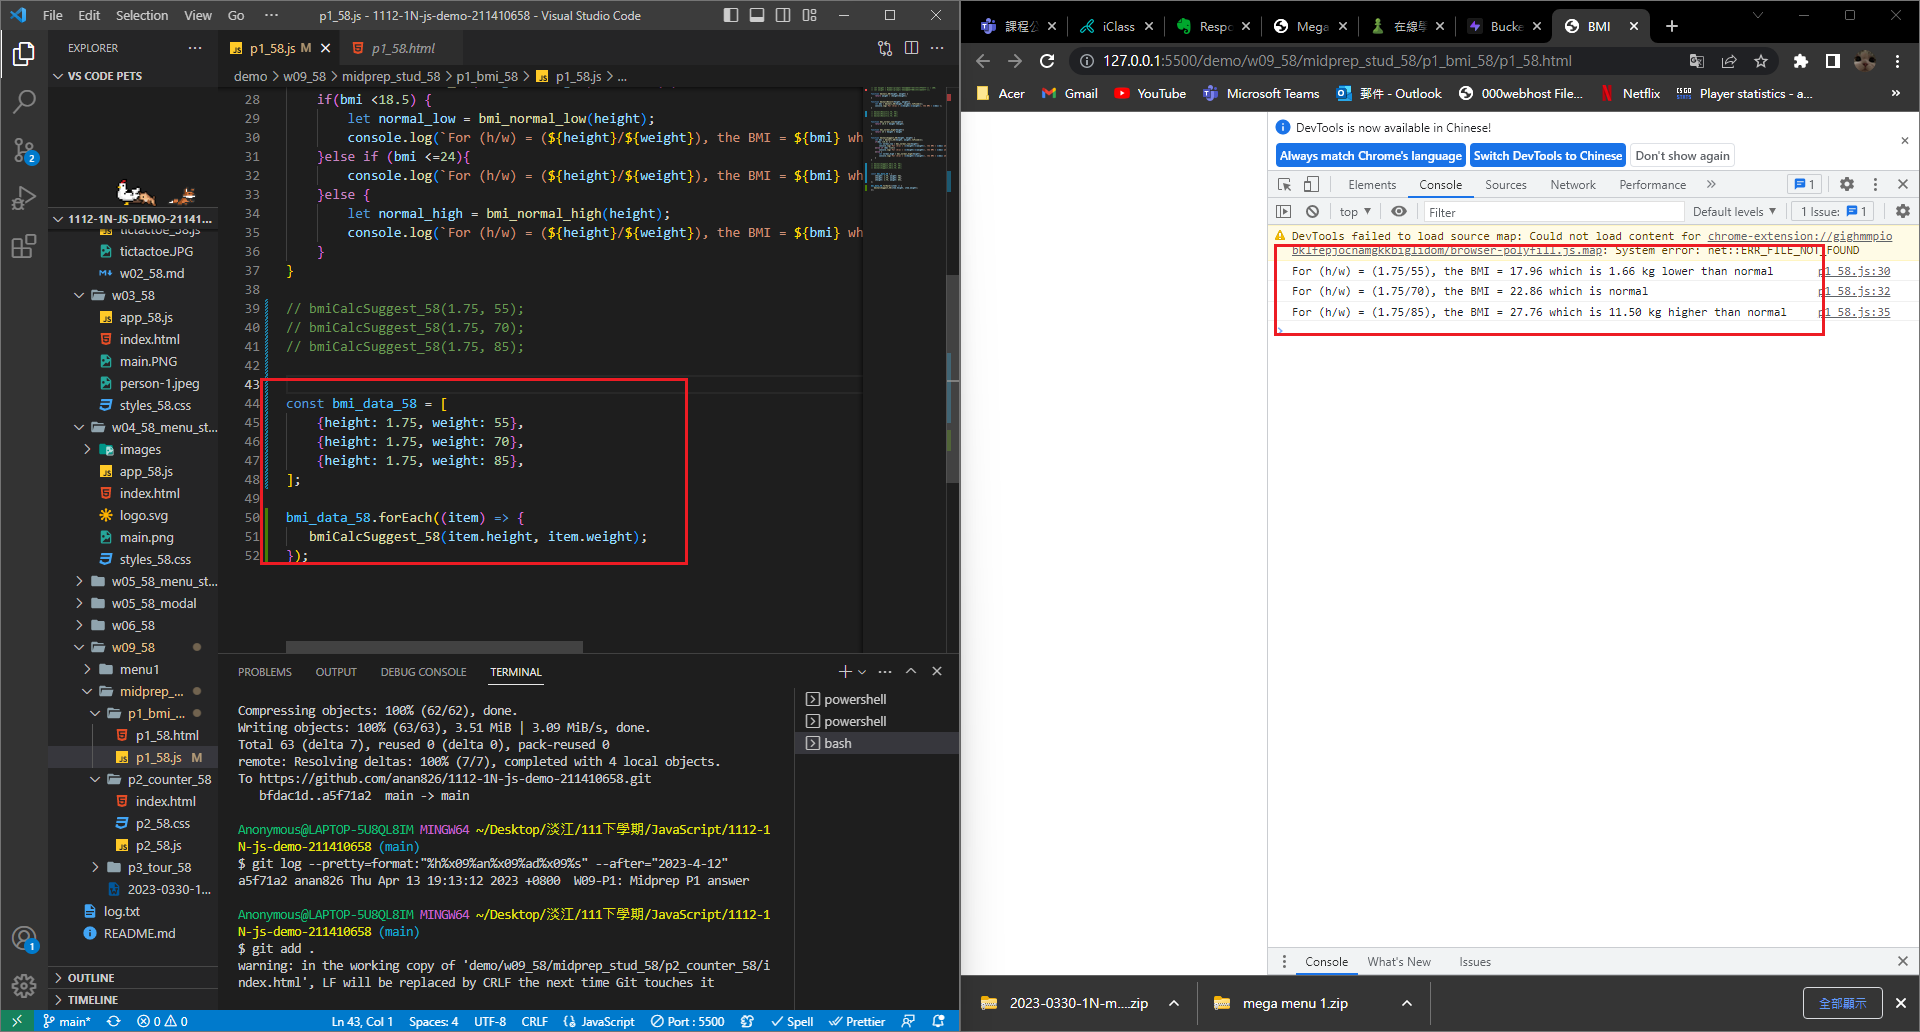 File Edit Selection View Go ··· p1_58.js - 1112-1N-js-demo-211410658 - Visual Studio Code
EXPLORER
VS CODE PETS
1112-1N-JS-DEMO-21141...
tictactoe_58.js
tictactoe.JPG
w02_58.md
w03_58
app_58.js
index.html
main.PNG
person-1.jpeg
styles_58.css
w04_58_menu_st...
images
app_58.js
index.html
logo.svg
main.png
styles_58.css
w05_58_menu_st...
w05_58_modal
w06_58
w09_58
menu1
midprep_...
p1_bmi_...
p1_58.html
p1_58.js M
p2_counter_58
index.html
p2_58.css
p2_58.js
p3_tour_58
2023-0330-1...
log.txt
README.md
OUTLINE
TIMELINE
p1_58.js M p1_58.html
demo > w09_58 > midprep_stud_58 > p1_bmi_58 > p1_58.js > ...
28 if(bmi <18.5) {
29 let normal_low = bmi_normal_low(height);
30 console.log(`For (h/w) = (${height}/${weight}), the BMI = ${bmi} wh
31 }else if (bmi <=24){
32 console.log(`For (h/w) = (${height}/${weight}), the BMI = ${bmi} wh
33 }else {
34 let normal_high = bmi_normal_high(height);
35 console.log(`For (h/w) = (${height}/${weight}), the BMI = ${bmi} wh
36 }
37 }
38
39 // bmiCalcSuggest_58(1.75, 55);
40 // bmiCalcSuggest_58(1.75, 70);
41 // bmiCalcSuggest_58(1.75, 85);
42
43
44 const bmi_data_58 = [
45 {height: 1.75, weight: 55},
46 {height: 1.75, weight: 70},
47 {height: 1.75, weight: 85},
48 ];
49
50 bmi_data_58.forEach((item) => {
51 bmiCalcSuggest_58(item.height, item.weight);
52 });
PROBLEMS OUTPUT DEBUG CONSOLE TERMINAL
powershell
powershell
bash
Compressing objects: 100% (62/62), done.
Writing objects: 100% (63/63), 3.51 MiB | 3.09 MiB/s, done.
Total 63 (delta 7), reused 0 (delta 0), pack-reused 0
remote: Resolving deltas: 100% (7/7), completed with 4 local objects.
To https://github.com/anan826/1112-1N-js-demo-211410658.git
bfdac1d..a5f71a2 main -> main
Anonymous@LAPTOP-5U8QL8IM MINGW64 ~/Desktop/淡江/111下學期/JavaScript/1112-1
N-js-demo-211410658 (main)
$ git log --pretty=format:"%h%x09%an%x09%ad%x09%s" --after="2023-4-12"
a5f71a2 anan826 Thu Apr 13 19:13:12 2023 +0800 W09-P1: Midprep P1 answer
Anonymous@LAPTOP-5U8QL8IM MINGW64 ~/Desktop/淡江/111下學期/JavaScript/1112-1
N-js-demo-211410658 (main)
$ git add .
warning: in the working copy of 'demo/w09_58/midprep_stud_58/p2_counter_58/i
ndex.html', LF will be replaced by CRLF the next time Git touches it
main* 0 0 Ln 43, Col 1 Spaces: 4 UTF-8 CRLF {} JavaScript Port : 5500 Spell Prettier
2
1
課程公 iClass Respo Mega 在線學 Bucke BMI
127.0.0.1:5500/demo/w09_58/midprep_stud_58/p1_bmi_58/p1_58.html
Acer Gmail YouTube Microsoft Teams 郵件 - Outlook 000webhost File... Netflix Player statistics - a...
DevTools is now available in Chinese!
Always match Chrome's language Switch DevTools to Chinese Don't show again
Elements Console Sources Network Performance 1
top Filter Default levels 1 Issue: 1
DevTools failed to load source map: Could not load content for chrome-extension://gighmmpio
bklfepjocnamgkkbiglidom/browser-polyfill.js.map: System error: net::ERR_FILE_NOT_FOUND
For (h/w) = (1.75/55), the BMI = 17.96 which is 1.66 kg lower than normal p1_58.js:30
For (h/w) = (1.75/70), the BMI = 22.86 which is normal p1_58.js:32
For (h/w) = (1.75/85), the BMI = 27.76 which is 11.50 kg higher than normal p1_58.js:35
Console What's New Issues
2023-0330-1N-m....zip mega menu 1.zip 全部顯示